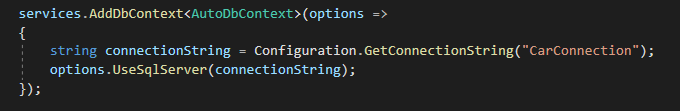 services.AddDbContext<AutoDbContext>(options =>
{
    string connectionString = Configuration.GetConnectionString("CarConnection");
    options.UseSqlServer(connectionString);
});